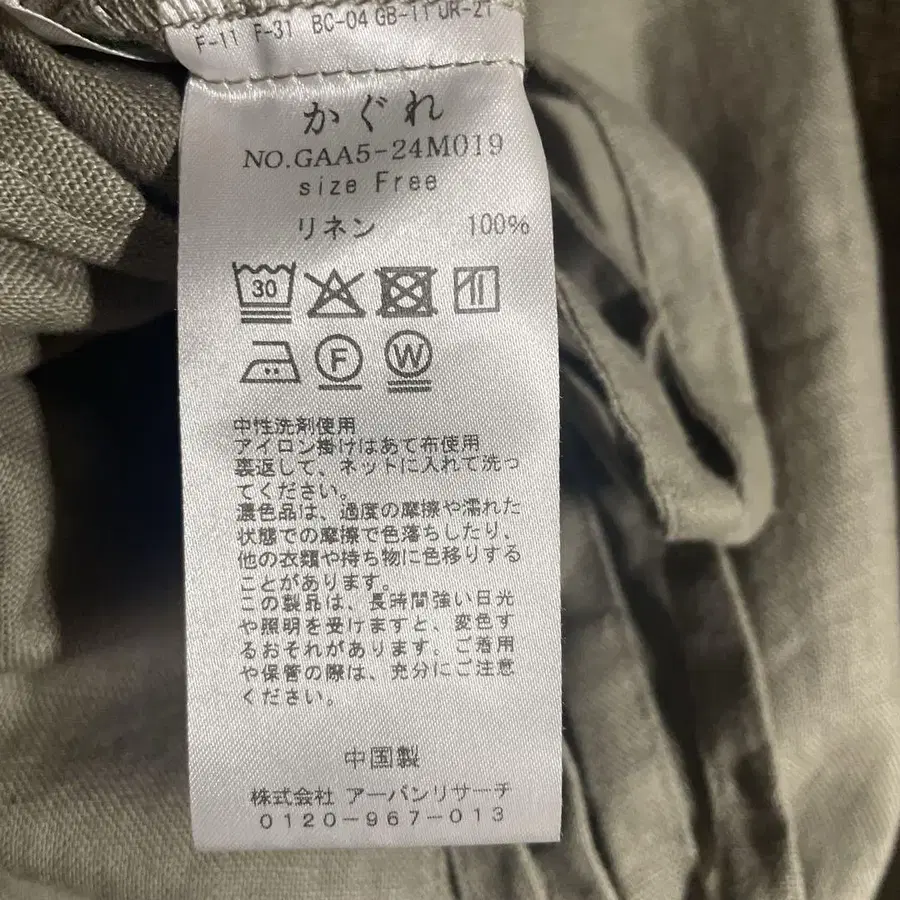 F-11 F-31 BC-04 GB-11 UR-21
かぐれ
NO.GAA5-24M019
size Free
リネン 100%
30
F W
中性洗剤使用
アイロン掛けはあて布使用
裏返して、ネットに入れて洗っ
てください。
濃色品は、過度の摩擦や濡れた
状態での摩擦で色落ちしたり、
他の衣類や持ち物に色移りする
ことがあります。
この製品は、長時間強い日光
や照明を受けますと、変色す
るおそれがあります。ご着用
や保管の際は、充分にご注意
ください。
中国製
株式会社 アーバンリサーチ
0120-967-013